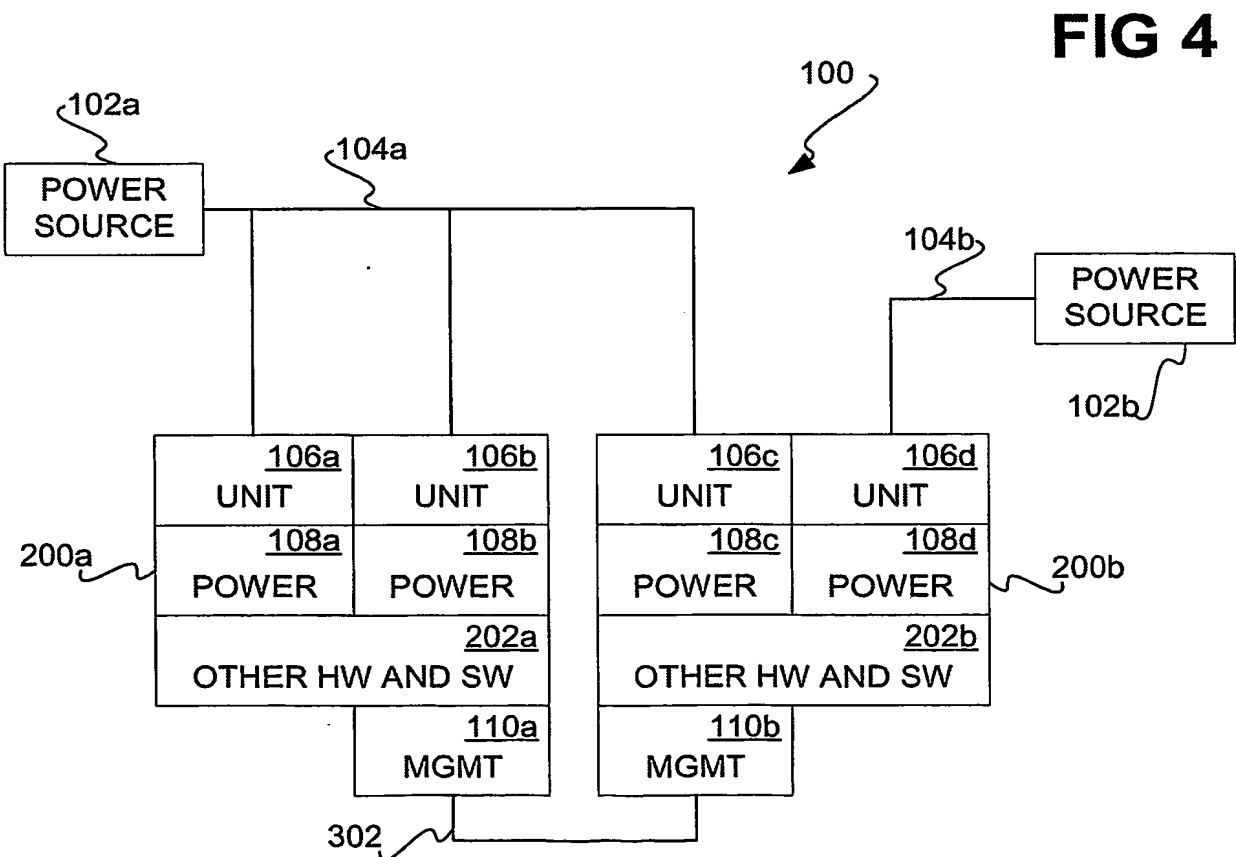 FIG 4
100
102a
104a
POWER
SOURCE
104b
POWER
SOURCE
102b
106a
UNIT
106b
UNIT
106c
UNIT
106d
UNIT
200a
108a
POWER
108b
POWER
108c
POWER
108d
POWER
200b
202a
OTHER HW AND SW
202b
OTHER HW AND SW
110a
MGMT
110b
MGMT
302